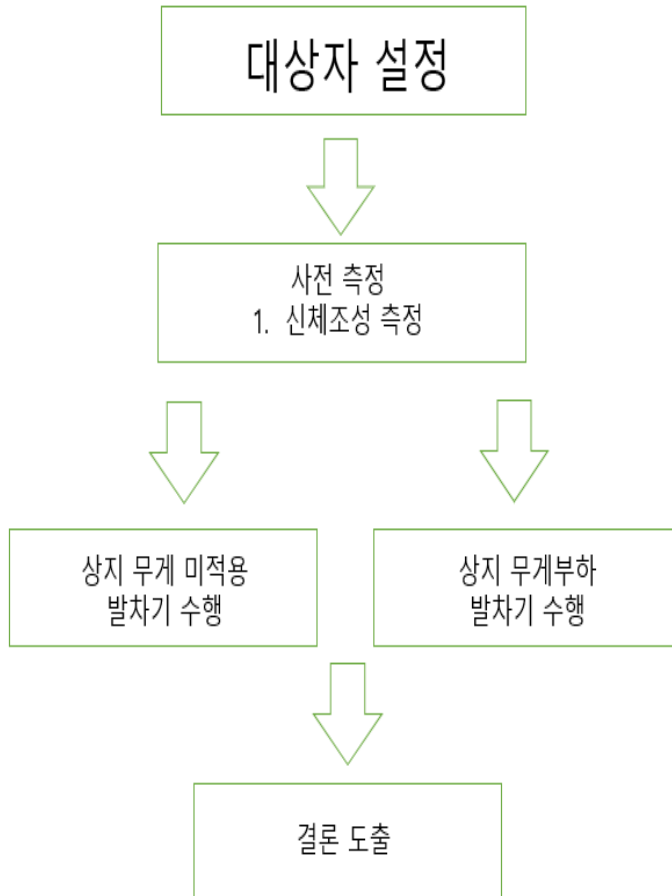 대상자 설정
사전 측정
1. 신체조성 측정
상지 무게 미적용
발차기 수행
상지 무게부하
발차기 수행
결론 도출